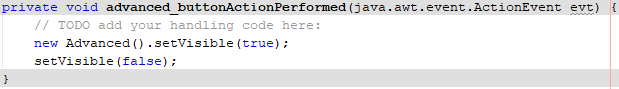 private void advanced_buttonActionPerformed(java.awt.event.ActionEvent evt) {
    // TODO add your handling code here:
    new Advanced().setVisible(true);
    setVisible(false);
}